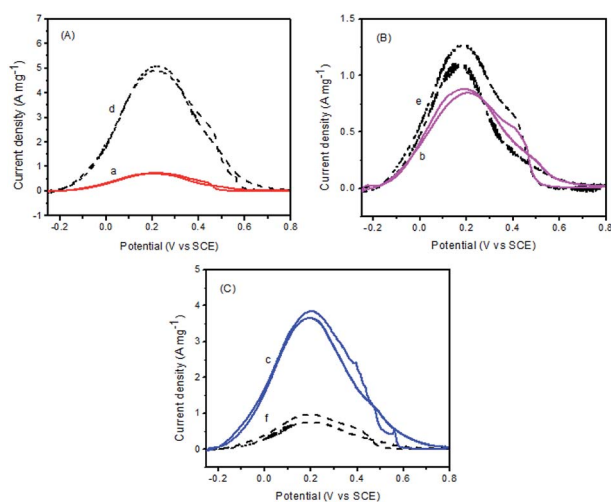 (A)
Current density (A mg⁻¹)
6
5
4
3
2
1
0
-1
d
a
-0.2 0.0 0.2 0.4 0.6 0.8
Potential (V vs SCE)
(B)
Current density (A mg⁻¹)
1.5
1.0
0.5
0.0
e
b
-0.2 0.0 0.2 0.4 0.6 0.8
Potential (V vs SCE)
(C)
Current density (A mg⁻¹)
5
4
3
2
1
0
c
f
-0.2 0.0 0.2 0.4 0.6 0.8
Potential (V vs SCE)